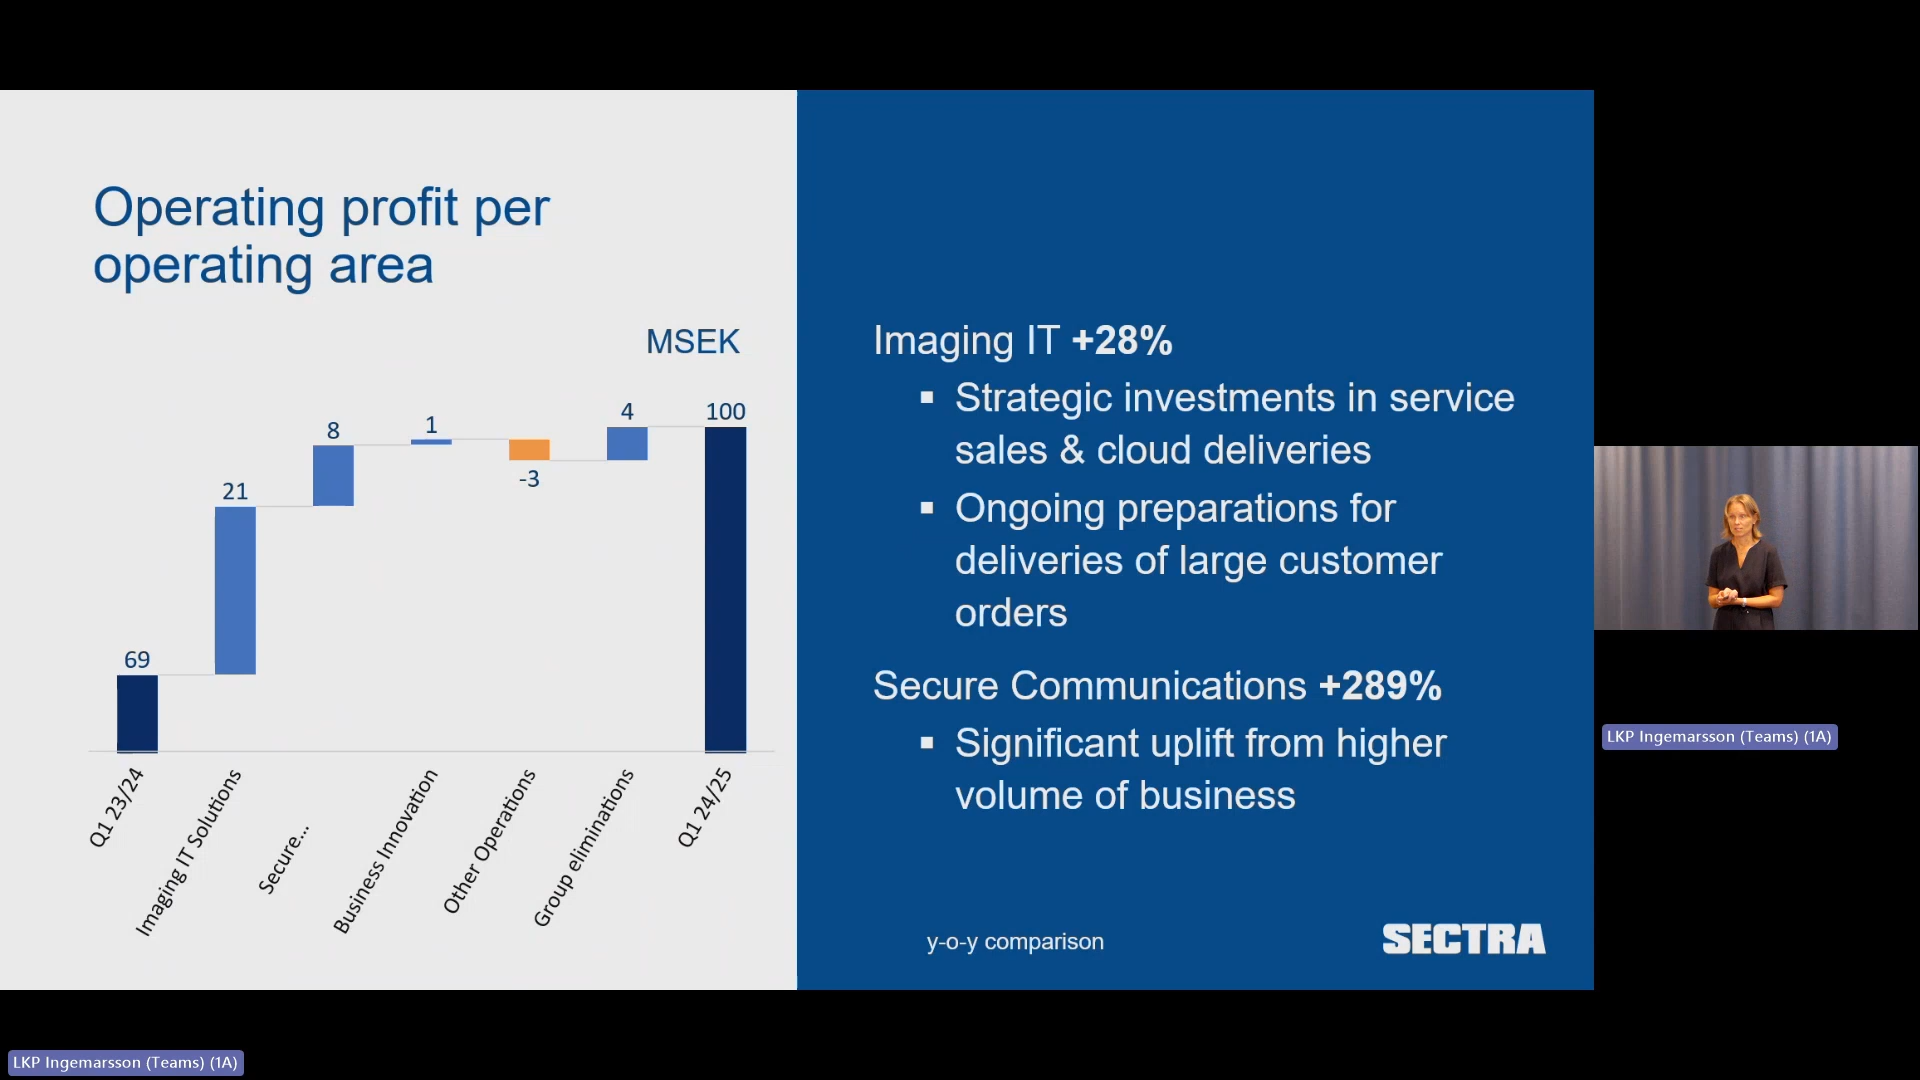 Operating profit per
operating area
MSEK
69
21
8
1
-3
4
100
Q1 23/24
Imaging IT Solutions
Secure...
Business Innovation
Other Operations
Group eliminations
Q1 24/25
Imaging IT +28%
▪ Strategic investments in service
sales & cloud deliveries
▪ Ongoing preparations for
deliveries of large customer
orders
Secure Communications +289%
▪ Significant uplift from higher
volume of business
y-o-y comparison
SECTRA
LKP Ingemarsson (Teams) (1A)
LKP Ingemarsson (Teams) (1A)